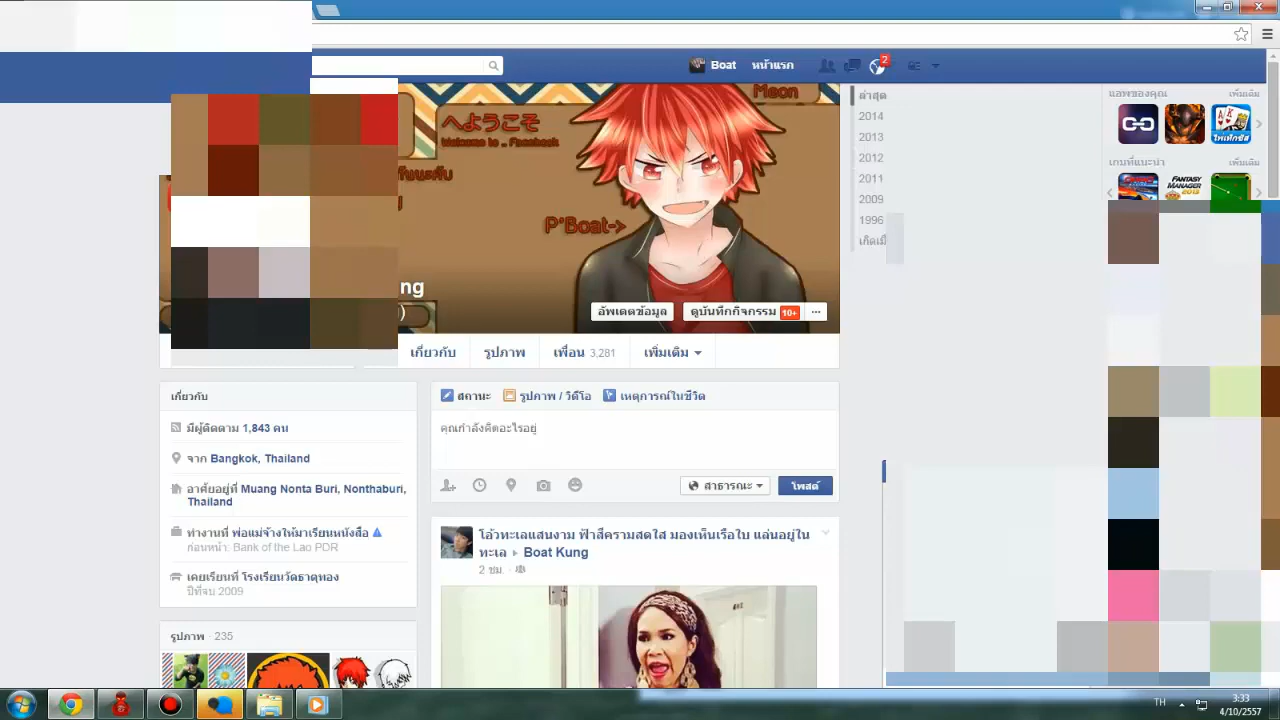 Boat หน้าแรก
2
Meon
へようこそ
Welcome to .. Facebook
P'Boat->
ng
)
อัพเดตข้อมูล
ดูบันทึกกิจกรรม 10+ ...
เกี่ยวกับ รูปภาพ เพื่อน 3,281 เพิ่มเติม
ล่าสุด
2014
2013
2012
2011
2009
1996
แอพของคุณ เพิ่มเติม
ไพ่เท็กซัส
เกมที่แนะนำ เพิ่มเติม
FANTASY
MANAGER
เกี่ยวกับ
มีผู้ติดตาม 1,843 คน
จาก Bangkok, Thailand
อาศัยอยู่ที่ Muang Nonta Buri, Nonthaburi,
Thailand
ทำงานที่ พ่อแม่จ้างให้มาเรียนหนังสือ
ก่อนหน้า: Bank of the Lao PDR
เคยเรียนที่ โรงเรียนวัดธาตุทอง
ปีที่จบ 2009
รูปภาพ · 235
สถานะ รูปภาพ / วิดีโอ เหตุการณ์ในชีวิต
คุณกำลังคิดอะไรอยู่
สาธารณะ โพสต์
โอ้วทะเลแสนงาม ฟ้าสีครามสดใส มองเห็นเรือใบ แล่นอยู่ใน
ทะเล ▸ Boat Kung
2 ชม. ·
TH
3:33
4/10/2557